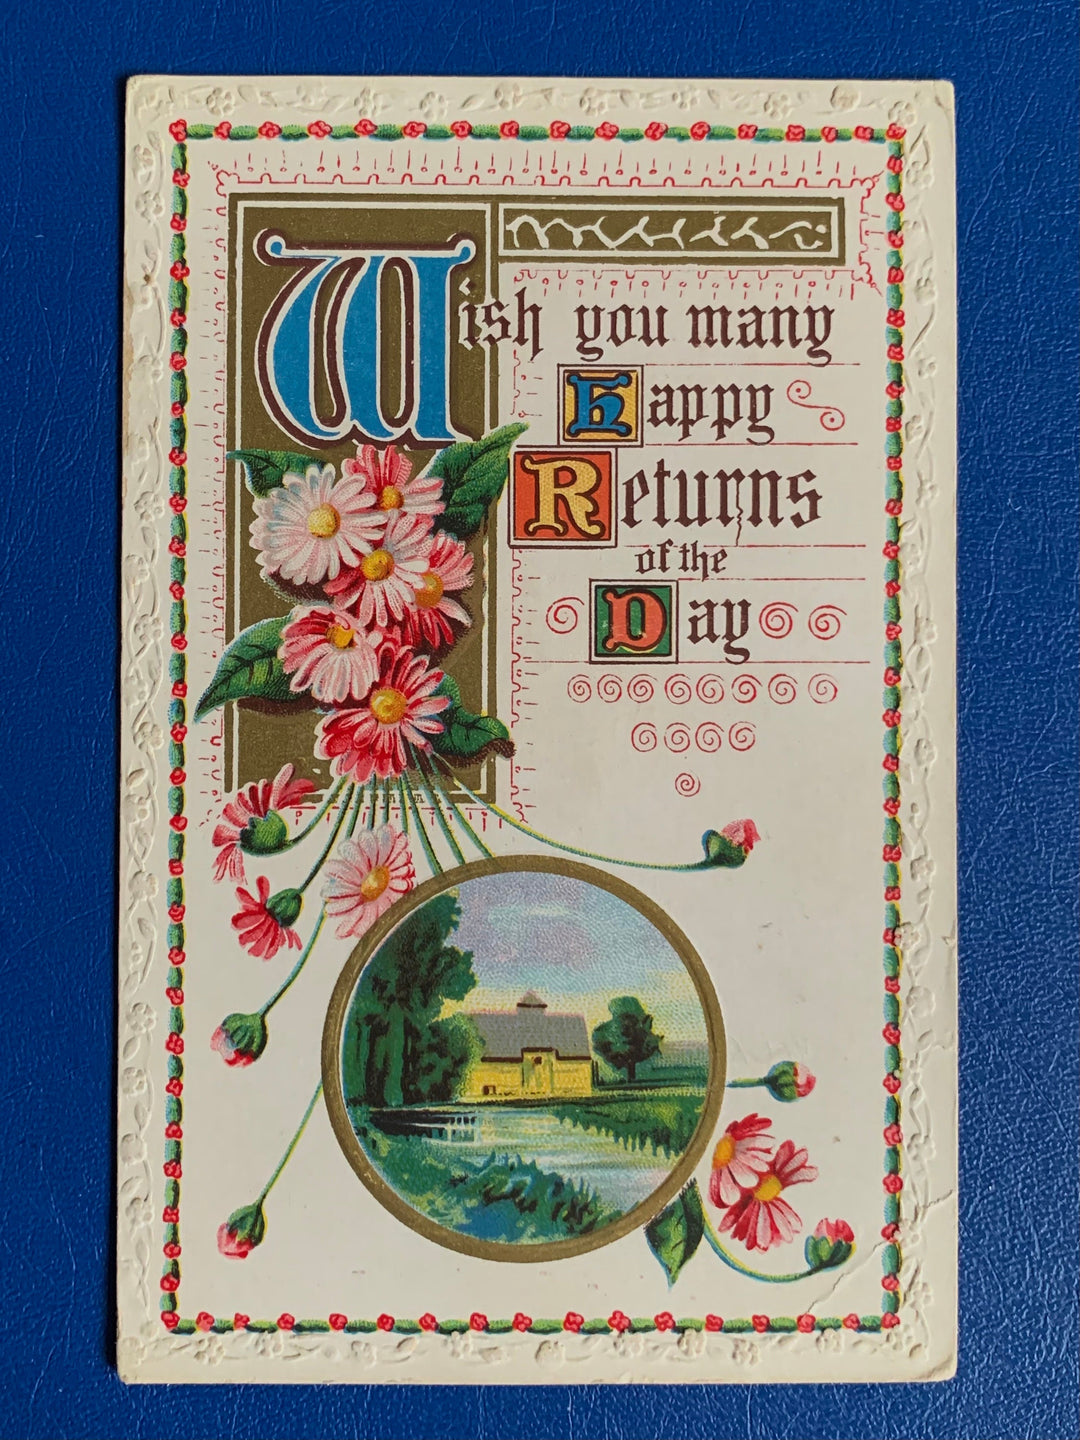 Wish you many
Happy
Returns
of the
Day